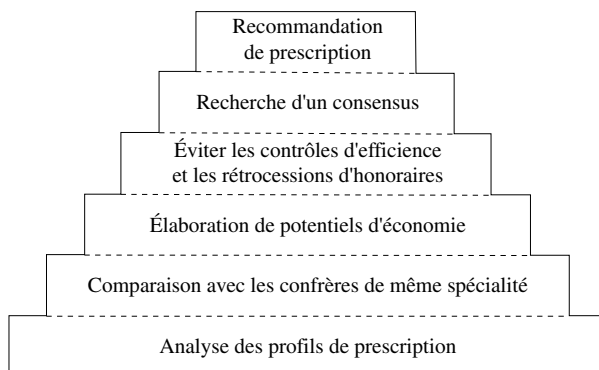 Recommandation
de prescription
Recherche d'un consensus
Éviter les contrôles d'efficience
et les rétrocessions d'honoraires
Élaboration de potentiels d'économie
Comparaison avec les confrères de même spécialité
Analyse des profils de prescription